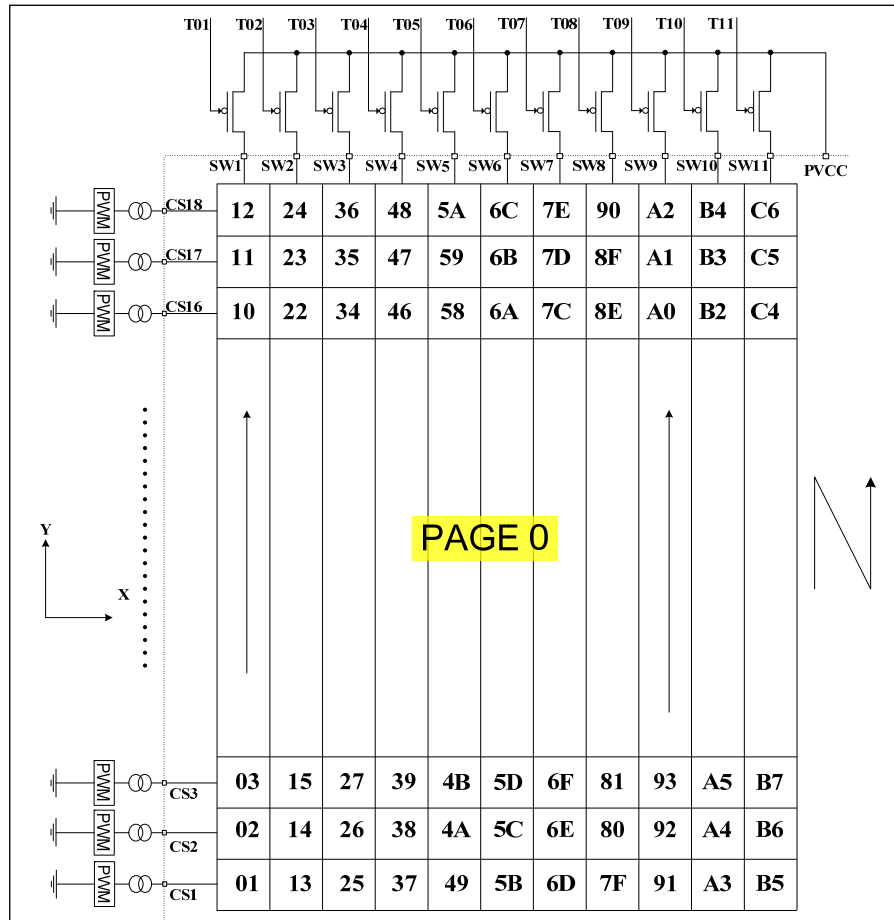 T01 T02 T03 T04 T05 T06 T07 T08 T09 T10 T11
SW1 SW2 SW3 SW4 SW5 SW6 SW7 SW8 SW9 SW10 SW11 PVCC
PWM CS18 12 24 36 48 5A 6C 7E 90 A2 B4 C6
PWM CS17 11 23 35 47 59 6B 7D 8F A1 B3 C5
PWM CS16 10 22 34 46 58 6A 7C 8E A0 B2 C4
Y
PAGE 0
X
PWM CS3 03 15 27 39 4B 5D 6F 81 93 A5 B7
PWM CS2 02 14 26 38 4A 5C 6E 80 92 A4 B6
PWM CS1 01 13 25 37 49 5B 6D 7F 91 A3 B5